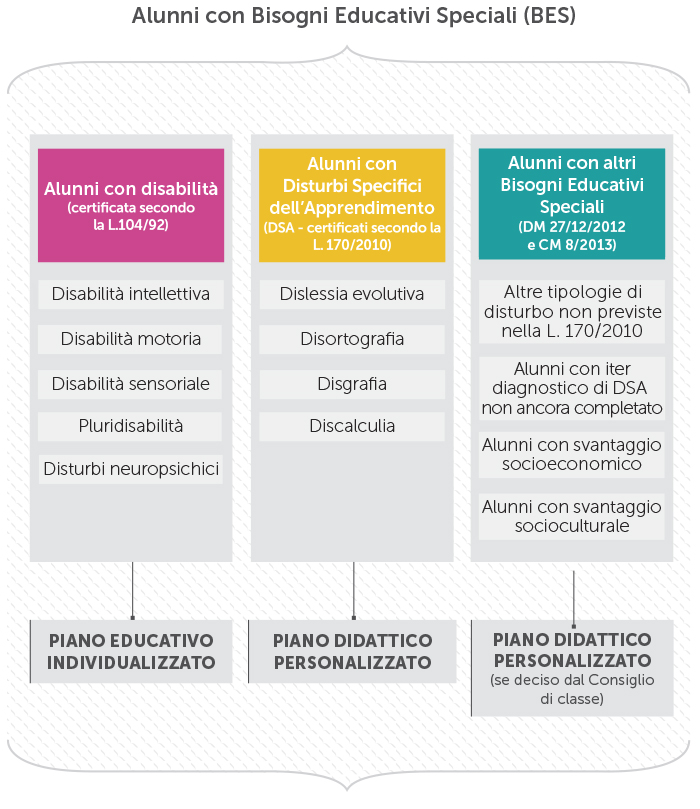 Alunni con Bisogni Educativi Speciali (BES)
Alunni con disabilità
(certificata secondo
la L.104/92)
Disabilità intellettiva
Disabilità motoria
Disabilità sensoriale
Pluridisabilità
Disturbi neuropsichici
PIANO EDUCATIVO
INDIVIDUALIZZATO
Alunni con
Disturbi Specifici
dell'Apprendimento
(DSA - certificati secondo la
L. 170/2010)
Dislessia evolutiva
Disortografia
Disgrafia
Discalculia
PIANO DIDATTICO
PERSONALIZZATO
Alunni con altri
Bisogni Educativi
Speciali
(DM 27/12/2012
e CM 8/2013)
Altre tipologie di
disturbo non previste
nella L. 170/2010
Alunni con iter
diagnostico di DSA
non ancora completato
Alunni con svantaggio
socioeconomico
Alunni con svantaggio
socioculturale
PIANO DIDATTICO
PERSONALIZZATO
(se deciso dal Consiglio
di classe)